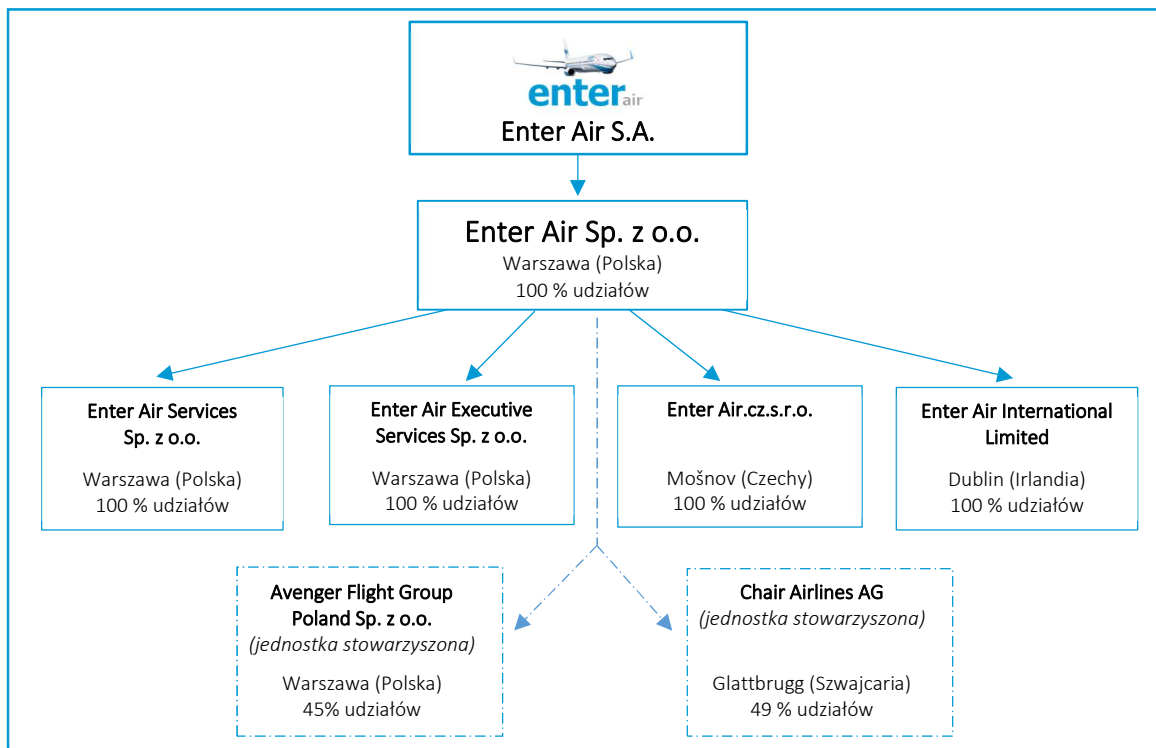 enter air
Enter Air S.A.
Enter Air Sp. z o.o.
Warszawa (Polska)
100 % udziałów
Enter Air Services
Sp. z o.o.
Warszawa (Polska)
100 % udziałów
Enter Air Executive
Services Sp. z o.o.
Warszawa (Polska)
100 % udziałów
Enter Air.cz.s.r.o.
Mošnov (Czechy)
100 % udziałów
Enter Air International
Limited
Dublin (Irlandia)
100 % udziałów
Avenger Flight Group
Poland Sp. z o.o.
(jednostka stowarzyszona)
Warszawa (Polska)
45% udziałów
Chair Airlines AG
(jednostka stowarzyszona)
Glattbrugg (Szwajcaria)
49 % udziałów